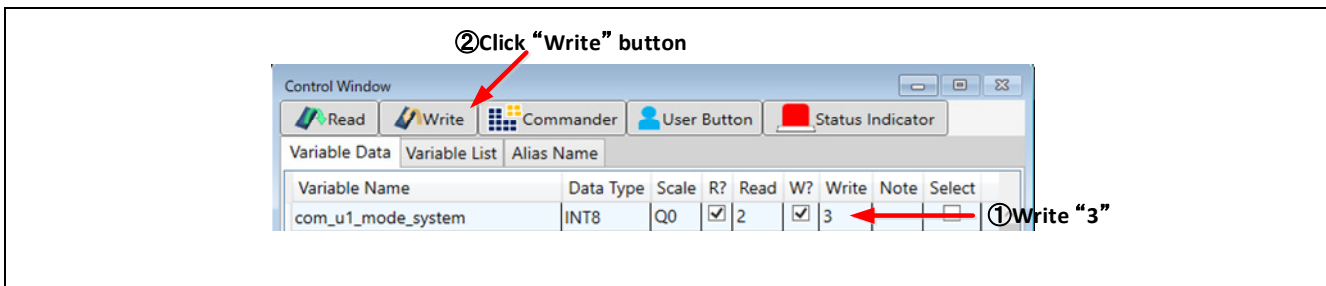 ②Click “Write” button
Control Window
Read Write Commander User Button Status Indicator
Variable Data Variable List Alias Name
Variable Name Data Type Scale R? Read W? Write Note Select
com_u1_mode_system INT8 Q0 2 3
①Write “3”